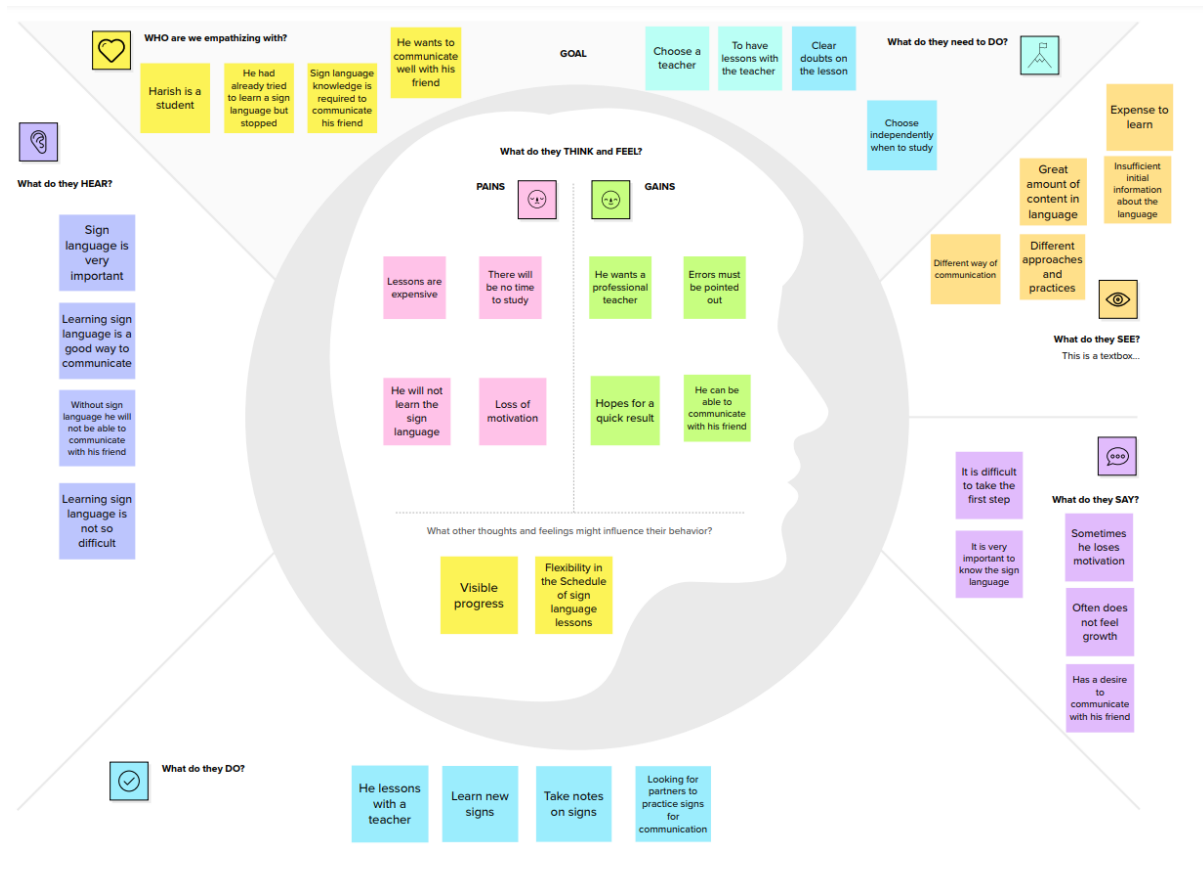 WHO are we empathizing with?
Harish is a
student
He had
already tried
to learn a sign
language but
stopped
Sign language
knowledge is
required to
communicate
his friend
He wants to
communicate
well with his
friend
GOAL
Choose a
teacher
To have
lessons with
the teacher
Clear
doubts on
the lesson
What do they need to DO?
Choose
independently
when to study
What do they HEAR?
Sign
language is
very
important
Learning sign
language is a
good way to
communicate
Without sign
language he will
not be able to
communicate
with his friend
Learning sign
language is
not so
difficult
What do they THINK and FEEL?
PAINS
Lessons are
expensive
There will
be no time
to study
He will not
learn the
sign
language
Loss of
motivation
GAINS
He wants a
professional
teacher
Errors must
be pointed
out
Hopes for a
quick result
He can be
able to
communicate
with his friend
What other thoughts and feelings might influence their behavior?
Visible
progress
Flexibility in
the Schedule
of sign
language
lessons
Expense to
learn
Great
amount of
content in
language
Insufficient
initial
information
about the
language
Different way of
communication
Different
approaches
and
practices
What do they SEE?
This is a textbox...
It is difficult
to take the
first step
What do they SAY?
It is very
important to
know the sign
language
Sometimes
he loses
motivation
Often does
not feel
growth
Has a desire
to
communicate
with his friend
What do they DO?
He lessons
with a
teacher
Learn new
signs
Take notes
on signs
Looking for
partners to
practice signs
for
communication